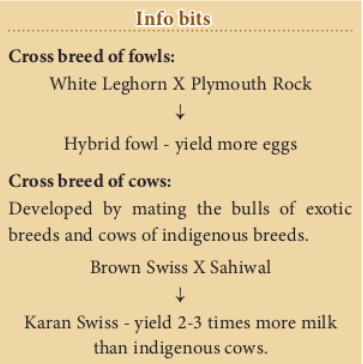 Info bits
Cross breed of fowls:
White Leghorn X Plymouth Rock
↓
Hybrid fowl - yield more eggs
Cross breed of cows:
Developed by mating the bulls of exotic
breeds and cows of indigenous breeds.
Brown Swiss X Sahiwal
↓
Karan Swiss - yield 2-3 times more milk
than indigenous cows.